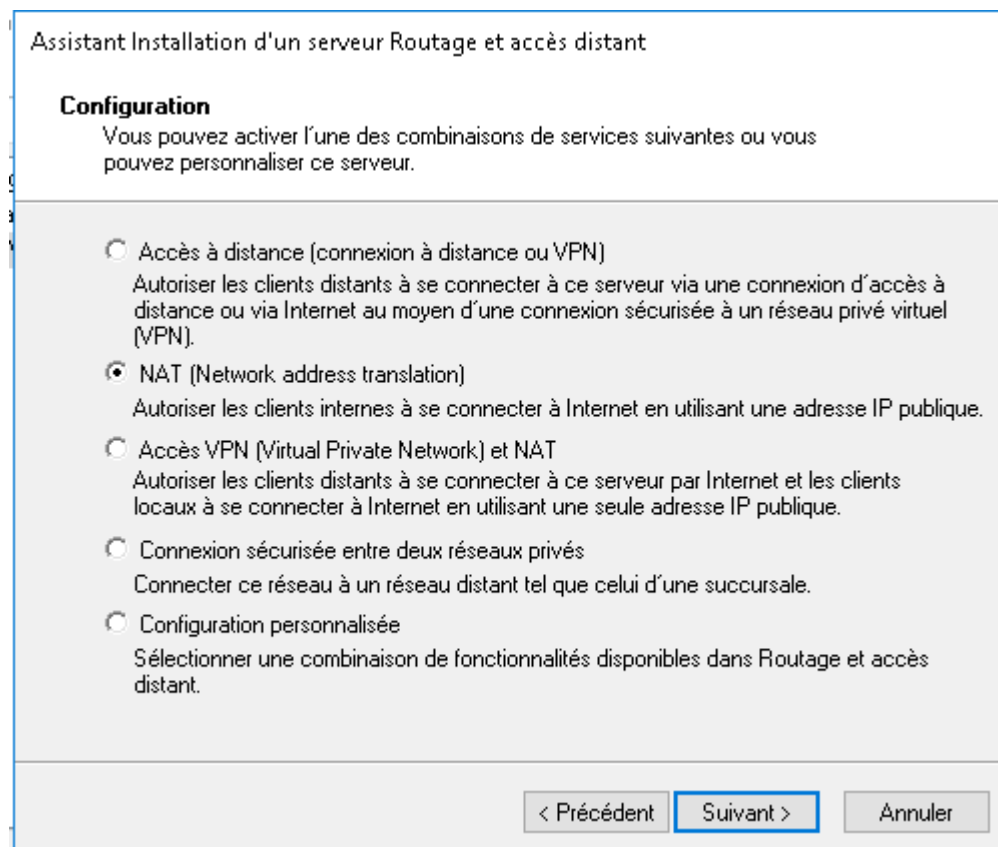 Assistant Installation d'un serveur Routage et accès distant
Configuration
Vous pouvez activer l'une des combinaisons de services suivantes ou vous
pouvez personnaliser ce serveur.
Accès à distance (connexion à distance ou VPN)
Autoriser les clients distants à se connecter à ce serveur via une connexion d'accès à
distance ou via Internet au moyen d'une connexion sécurisée à un réseau privé virtuel
(VPN).
NAT (Network address translation)
Autoriser les clients internes à se connecter à Internet en utilisant une adresse IP publique.
Accès VPN (Virtual Private Network) et NAT
Autoriser les clients distants à se connecter à ce serveur par Internet et les clients
locaux à se connecter à Internet en utilisant une seule adresse IP publique.
Connexion sécurisée entre deux réseaux privés
Connecter ce réseau à un réseau distant tel que celui d'une succursale.
Configuration personnalisée
Sélectionner une combinaison de fonctionnalités disponibles dans Routage et accès
distant.
< Précédent Suivant > Annuler